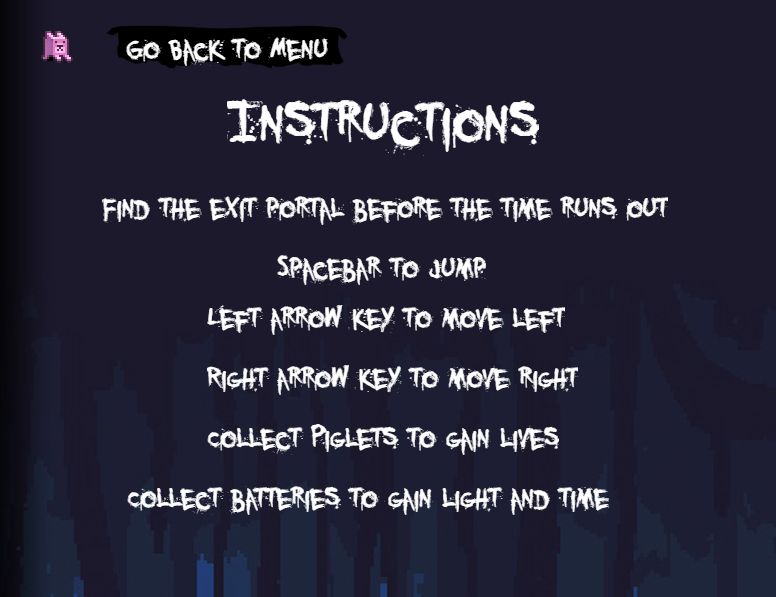 Go back to Menu
Instructions
Find the exit portal before the time runs out
Spacebar to jump
Left arrow key to move left
Right arrow key to move right
Collect Piglets to gain lives
Collect batteries to gain light and time